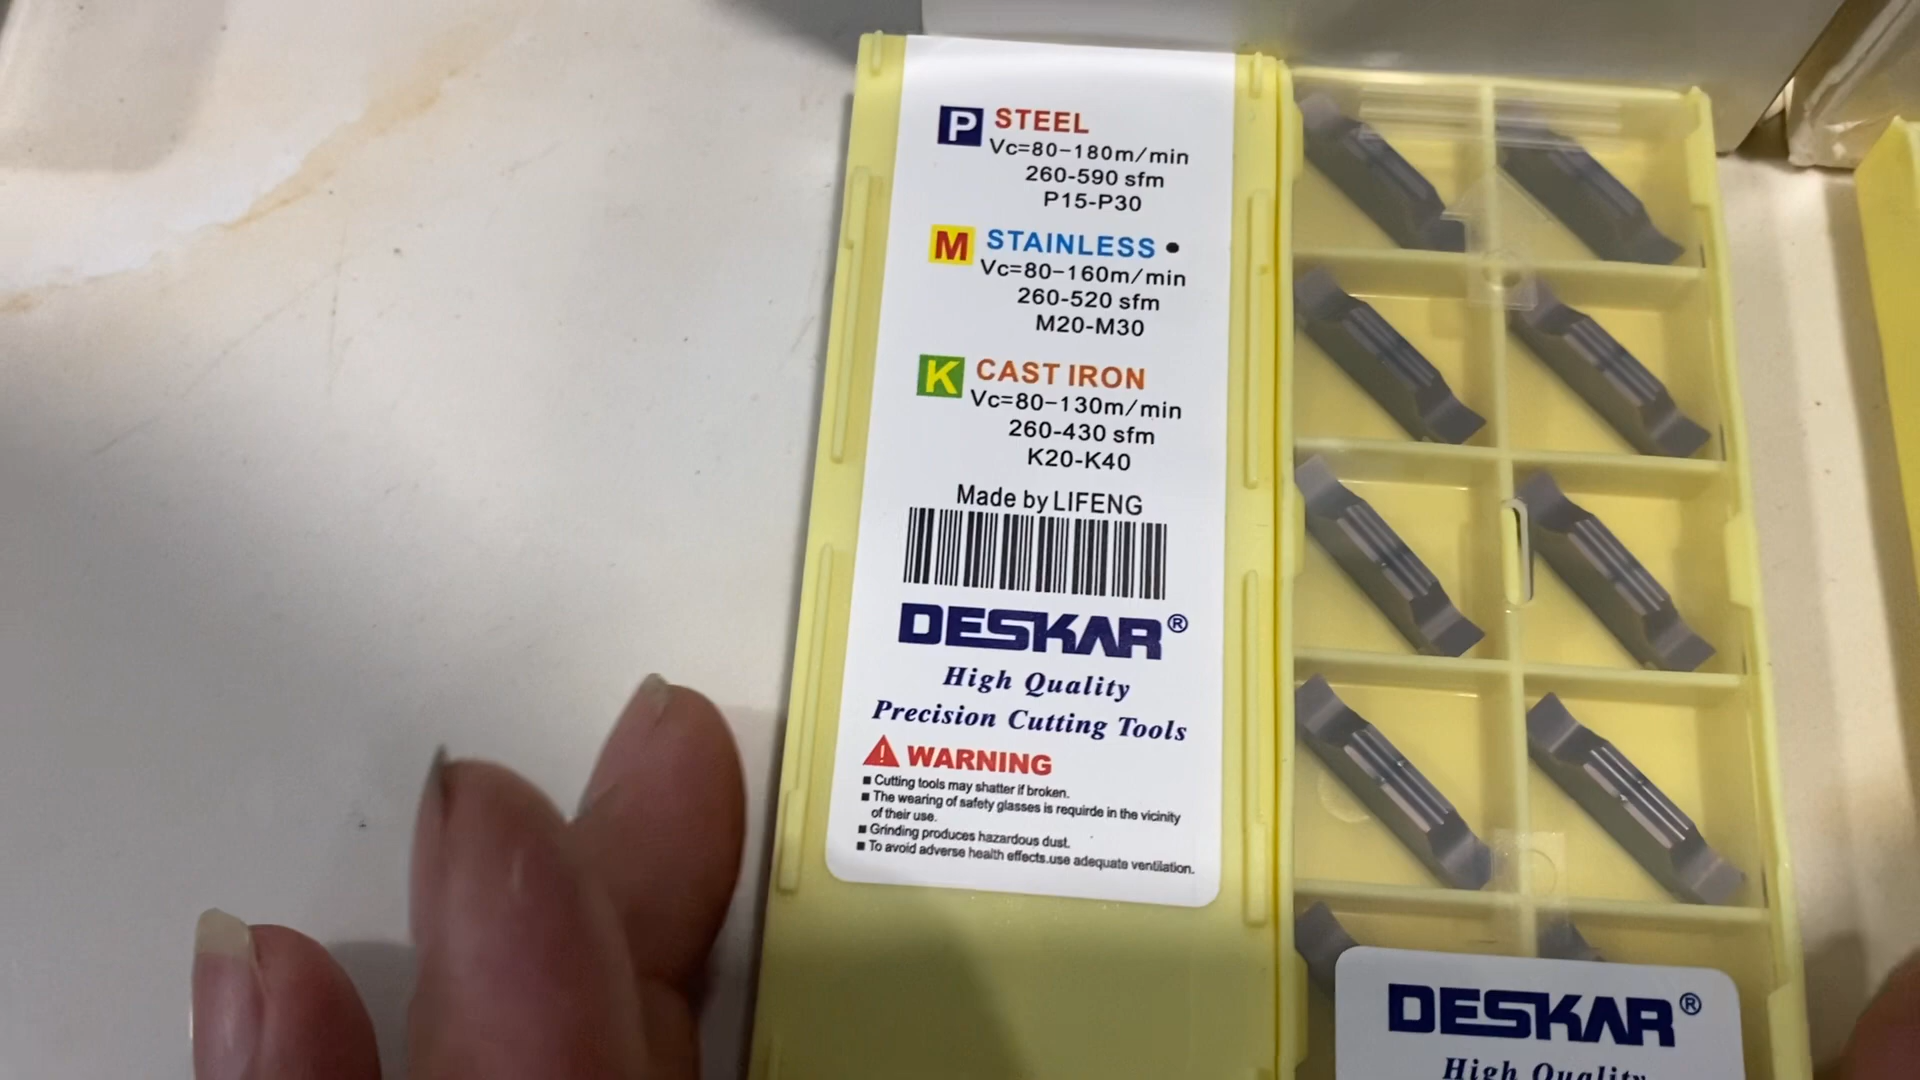 P STEEL
Vc=80-180m/min
260-590 sfm
P15-P30
M STAINLESS ●
Vc=80-160m/min
260-520 sfm
M20-M30
K CAST IRON
Vc=80-130m/min
260-430 sfm
K20-K40
Made by LIFENG
DESKAR®
High Quality
Precision Cutting Tools
WARNING
■ Cutting tools may shatter if broken.
■ The wearing of safety glasses is requirde in the vicinity
of their use.
■ Grinding produces hazardous dust.
■ To avoid adverse health effects.use adequate ventilation.
DESKAR®
High Quality